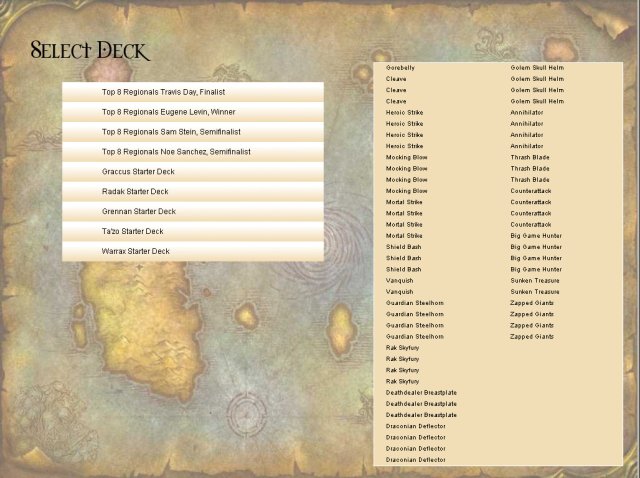 Select Deck
Top 8 Regionals Travis Day, Finalist
Top 8 Regionals Eugene Levin, Winner
Top 8 Regionals Sam Stein, Semifinalist
Top 8 Regionals Noe Sanchez, Semifinalist
Graccus Starter Deck
Radak Starter Deck
Grennan Starter Deck
Ta'zo Starter Deck
Warrax Starter Deck
Gorebelly
Cleave
Cleave
Cleave
Heroic Strike
Heroic Strike
Heroic Strike
Heroic Strike
Mocking Blow
Mocking Blow
Mocking Blow
Mocking Blow
Mortal Strike
Mortal Strike
Mortal Strike
Mortal Strike
Shield Bash
Shield Bash
Shield Bash
Vanquish
Vanquish
Guardian Steelhorn
Guardian Steelhorn
Guardian Steelhorn
Guardian Steelhorn
Rak Skyfury
Rak Skyfury
Rak Skyfury
Rak Skyfury
Deathdealer Breastplate
Deathdealer Breastplate
Deathdealer Breastplate
Draconian Deflector
Draconian Deflector
Draconian Deflector
Draconian Deflector
Golem Skull Helm
Golem Skull Helm
Golem Skull Helm
Golem Skull Helm
Annihilator
Annihilator
Annihilator
Annihilator
Thrash Blade
Thrash Blade
Thrash Blade
Counterattack
Counterattack
Counterattack
Counterattack
Big Game Hunter
Big Game Hunter
Big Game Hunter
Big Game Hunter
Sunken Treasure
Sunken Treasure
Zapped Giants
Zapped Giants
Zapped Giants
Zapped Giants